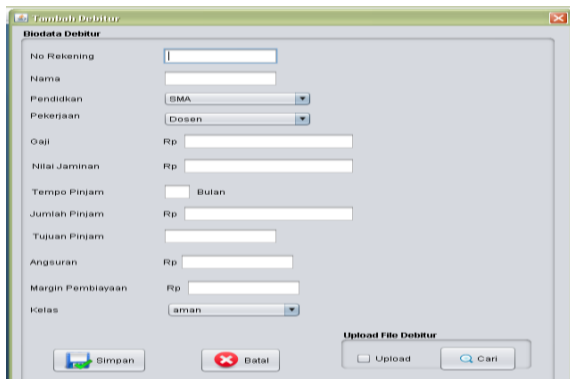 Tambah Debitur
Biodata Debitur
No Rekening
Nama
Pendidkan SMA
Pekerjaan Dosen
Gaji Rp
Nilai Jaminan Rp
Tempo Pinjam Bulan
Jumlah Pinjam Rp
Tujuan Pinjam
Angsuran Rp
Margin Pembiayaan Rp
Kelas aman
Upload File Debitur
Simpan Batal Upload Cari